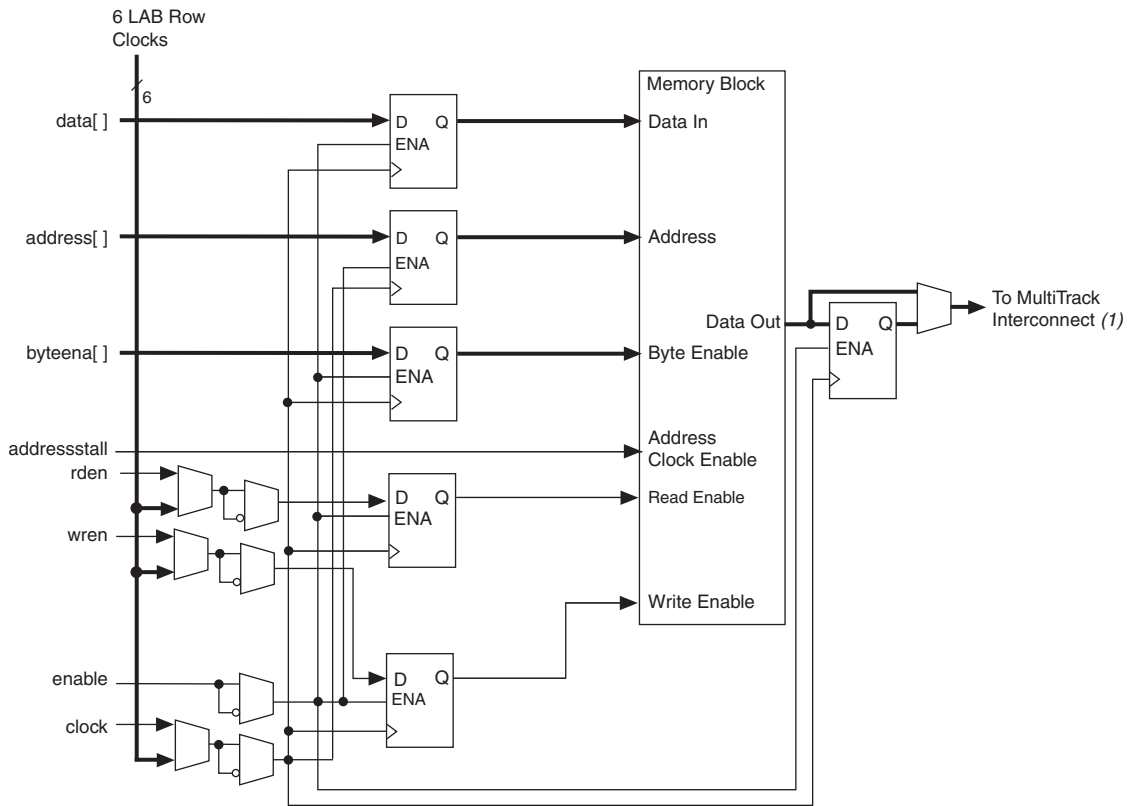 6 LAB Row
Clocks
6
Memory Block
data[ ]
D Q
ENA
Data In
address[ ]
D Q
ENA
Address
To MultiTrack
Interconnect (1)
Data Out
D Q
ENA
byteena[ ]
D Q
ENA
Byte Enable
addressstall
Address
Clock Enable
rden
D Q
ENA
Read Enable
wren
Write Enable
enable
D Q
ENA
clock